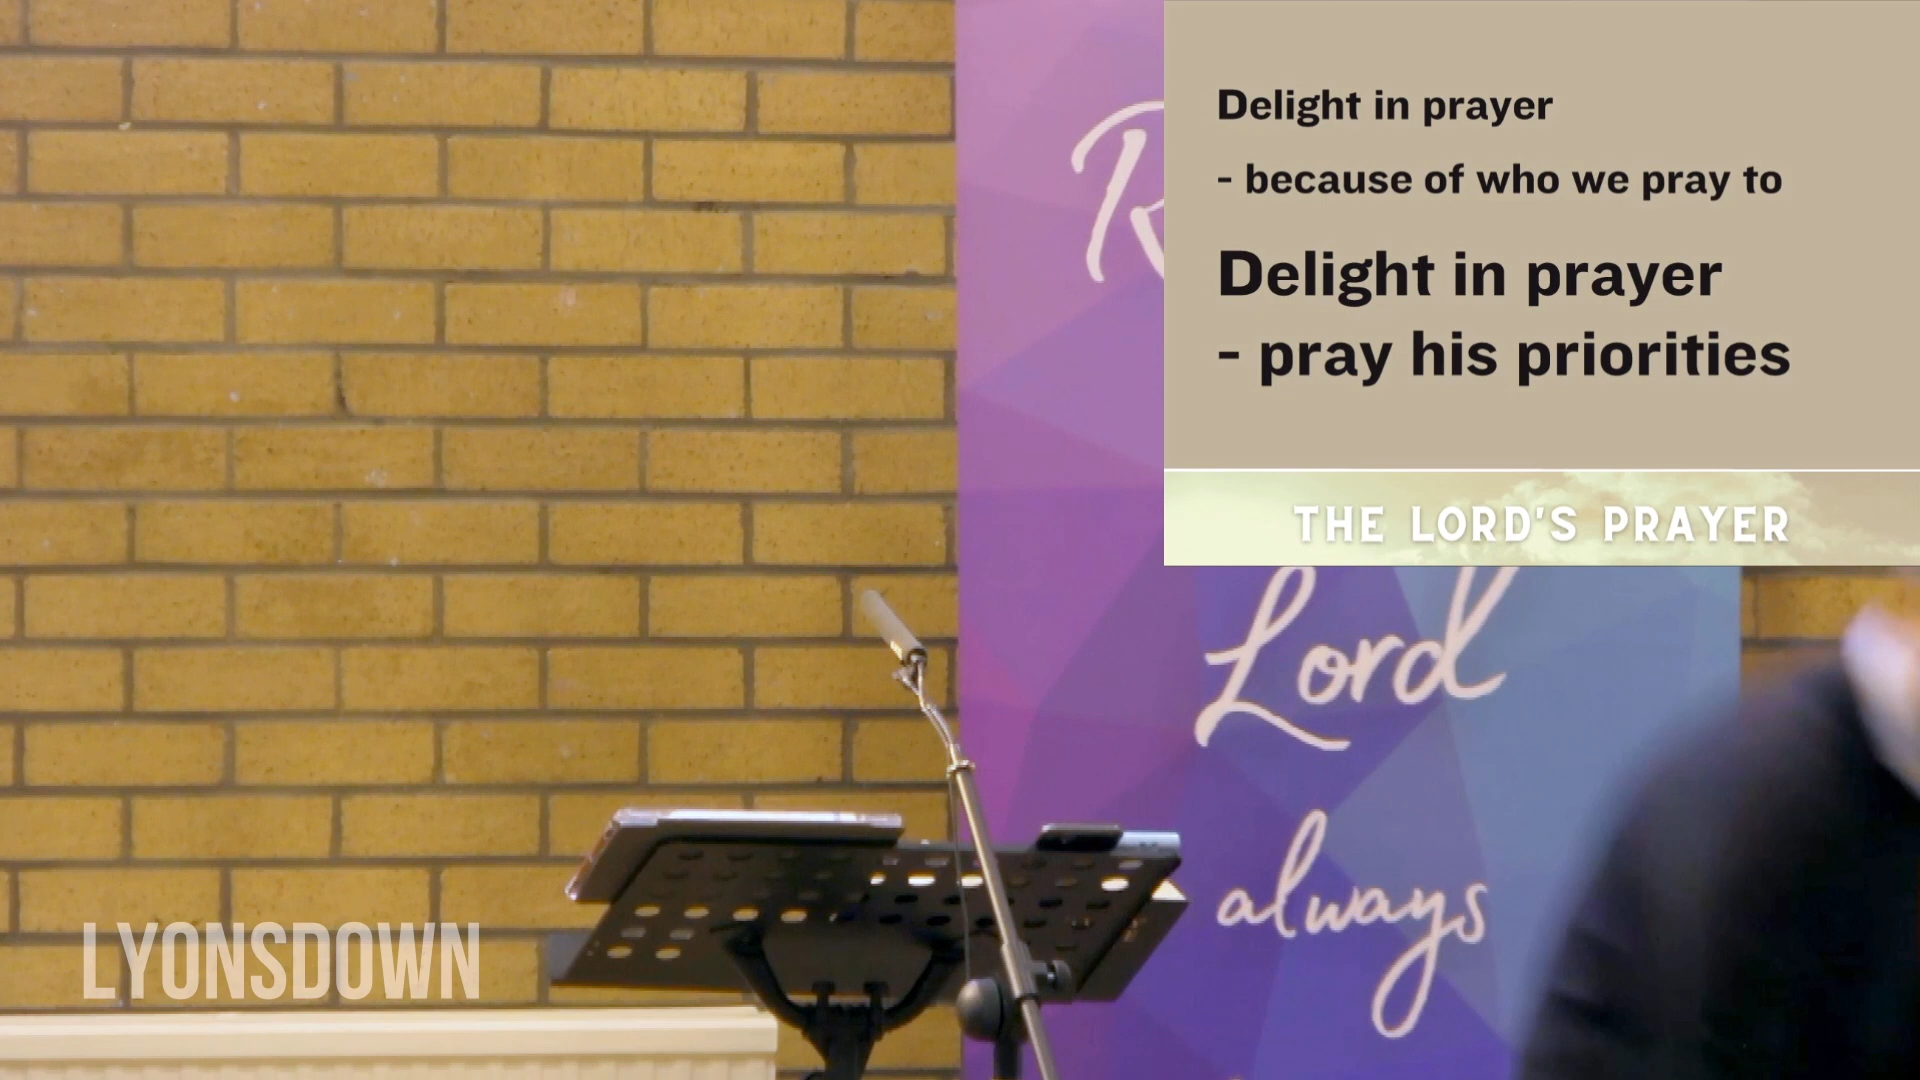 Delight in prayer
- because of who we pray to
Delight in prayer
- pray his priorities
THE LORD'S PRAYER
Lord
always
LYONSDOWN